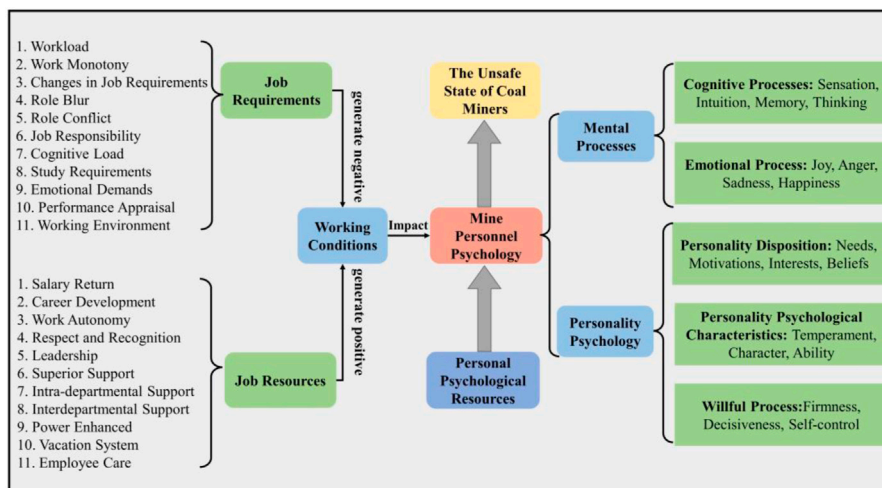 1. Workload
2. Work Monotony
3. Changes in Job Requirements
4. Role Blur
5. Role Conflict
6. Job Responsibility
7. Cognitive Load
8. Study Requirements
9. Emotional Demands
10. Performance Appraisal
11. Working Environment
Job
Requirements
generate negative
1. Salary Return
2. Career Development
3. Work Autonomy
4. Respect and Recognition
5. Leadership
6. Superior Support
7. Intra-departmental Support
8. Interdepartmental Support
9. Power Enhanced
10. Vacation System
11. Employee Care
Job Resources
generate positive
Working
Conditions
Impact
The Unsafe
State of Coal
Miners
Mine
Personnel
Psychology
Personal
Psychological
Resources
Mental
Processes
Personality
Psychology
Cognitive Processes: Sensation,
Intuition, Memory, Thinking
Emotional Process: Joy, Anger,
Sadness, Happiness
Personality Disposition: Needs,
Motivations, Interests, Beliefs
Personality Psychological
Characteristics: Temperament,
Character, Ability
Willful Process:Firmness,
Decisiveness, Self-control